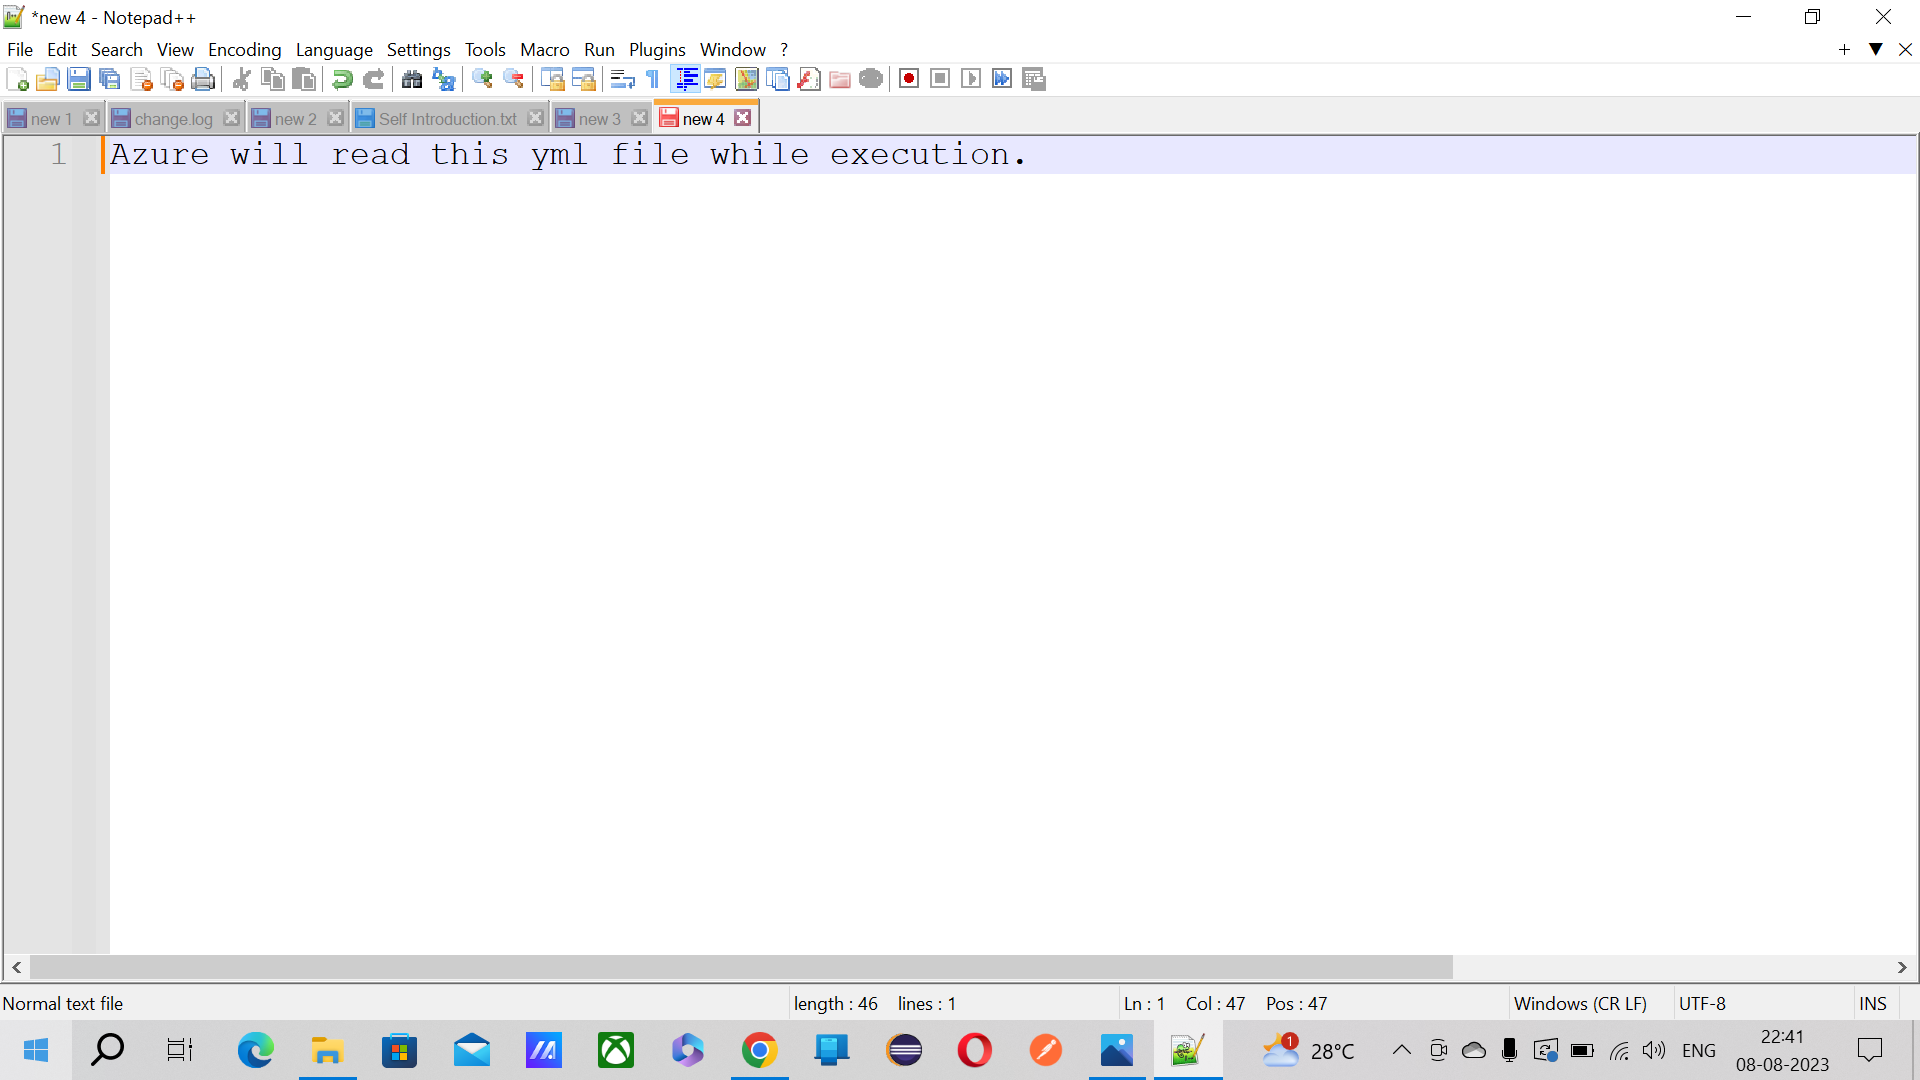 *new 4 - Notepad++
File Edit Search View Encoding Language Settings Tools Macro Run Plugins Window ?
new 1 change.log new 2 Self Introduction.txt new 3 new 4
1 Azure will read this yml file while execution.
Normal text file length : 46 lines : 1 Ln : 1 Col : 47 Pos : 47 Windows (CR LF) UTF-8 INS
1 28°C ENG 22:41
08-08-2023